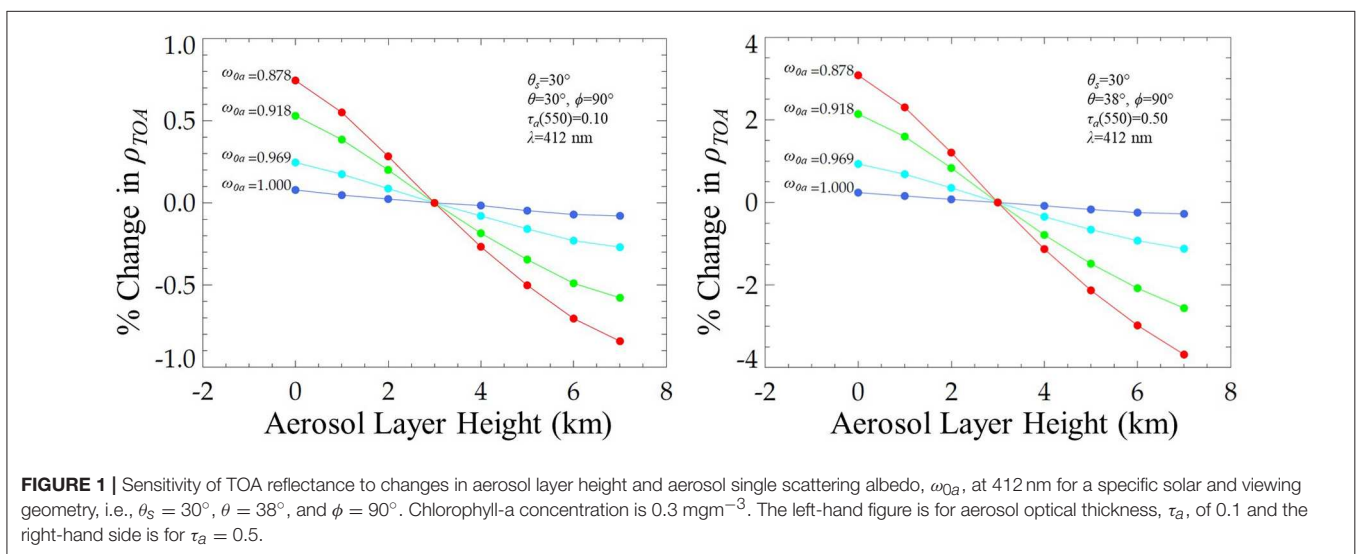 1.0
0.5
0.0
-0.5
-1.0
% Change in ρTOA
ω0a=0.878
ω0a=0.918
ω0a=0.969
ω0a=1.000
θs=30°
θ=30°, ϕ=90°
τa(550)=0.10
λ=412 nm
-2 0 2 4 6 8
Aerosol Layer Height (km)
4
2
0
-2
-4
% Change in ρTOA
ω0a=0.878
ω0a=0.918
ω0a=0.969
ω0a=1.000
θs=30°
θ=38°, ϕ=90°
τa(550)=0.50
λ=412 nm
-2 0 2 4 6 8
Aerosol Layer Height (km)
FIGURE 1 | Sensitivity of TOA reflectance to changes in aerosol layer height and aerosol single scattering albedo, ω0a, at 412 nm for a specific solar and viewing
geometry, i.e., θs = 30°, θ = 38°, and ϕ = 90°. Chlorophyll-a concentration is 0.3 mgm−3. The left-hand figure is for aerosol optical thickness, τa, of 0.1 and the
right-hand side is for τa = 0.5.